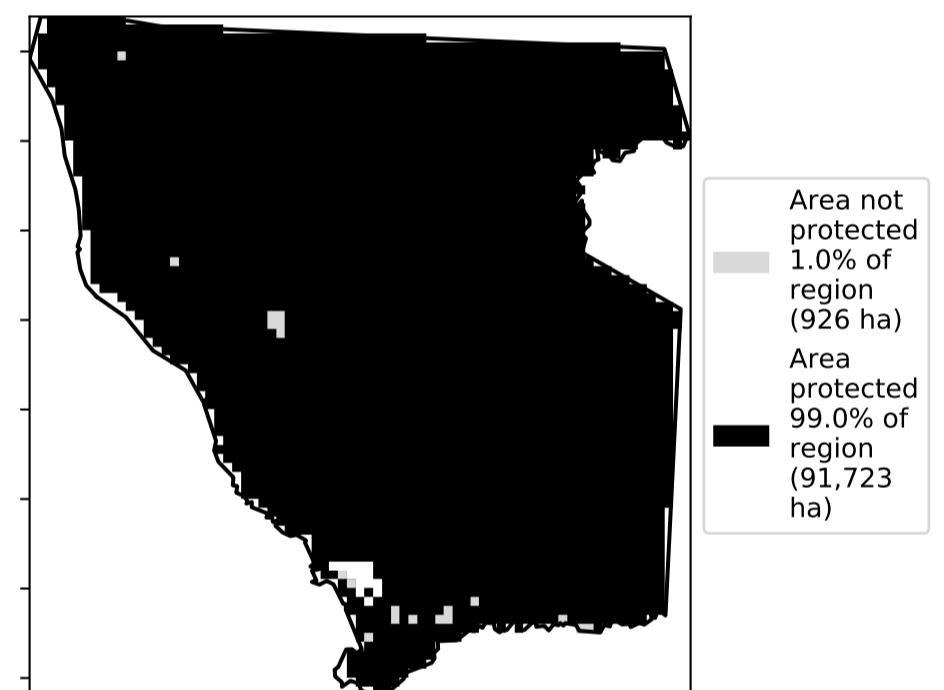 Area not
protected
1.0% of
region
(926 ha)
Area
protected
99.0% of
region
(91,723
ha)